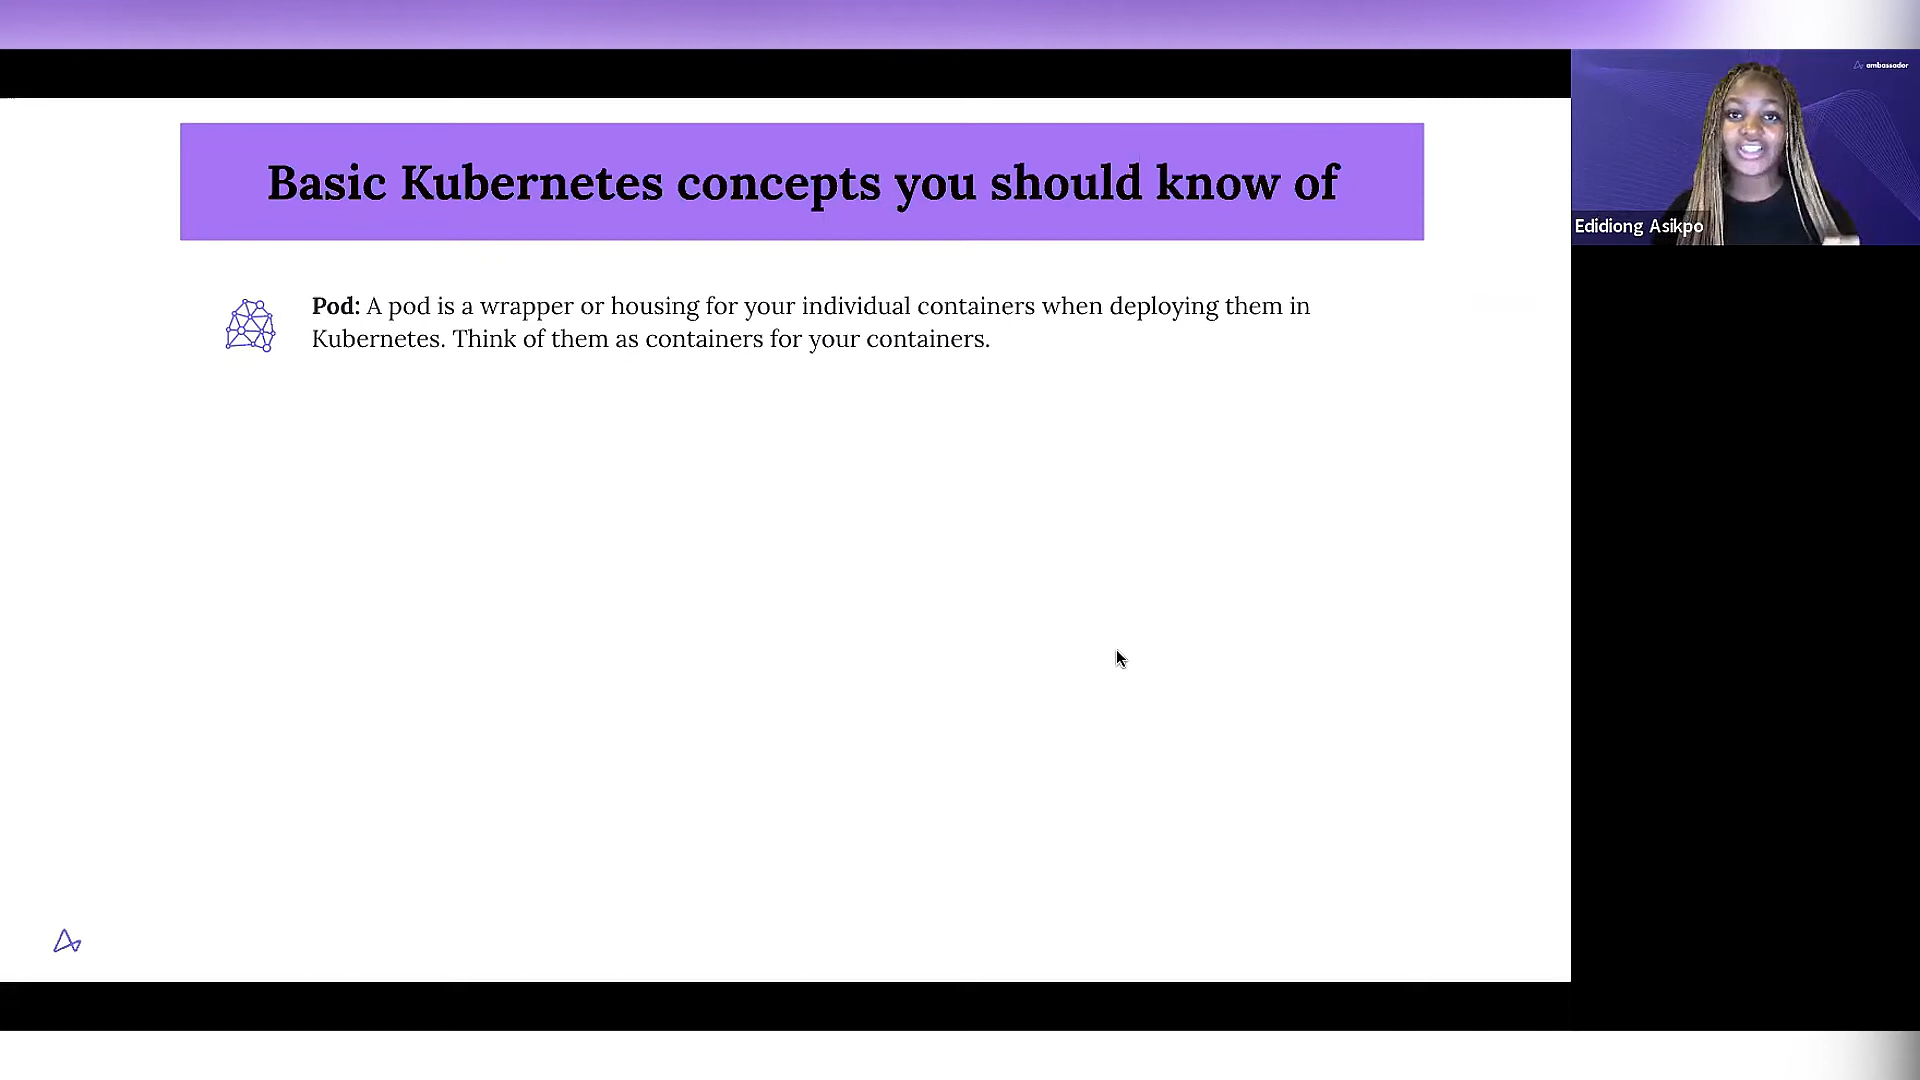 Basic Kubernetes concepts you should know of
Pod: A pod is a wrapper or housing for your individual containers when deploying them in
Kubernetes. Think of them as containers for your containers.
ambassador
Edidiong Asikpo